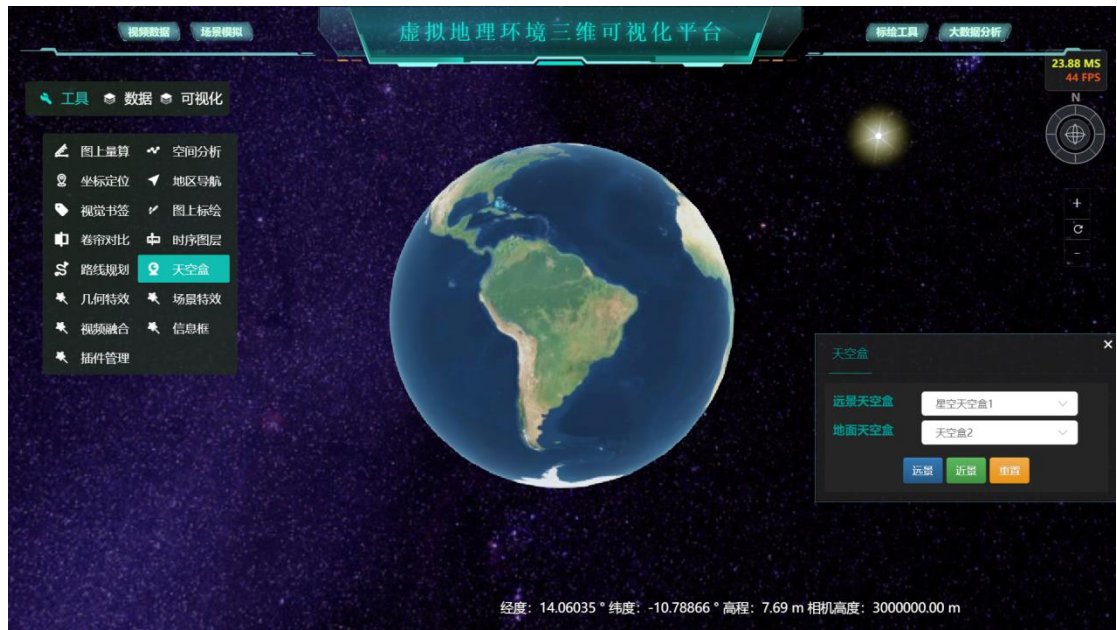 视频数据 场景模拟 虚拟地理环境三维可视化平台 标绘工具 大数据分析
23.88 MS
44 FPS
N
工具 数据 可视化
图上量算 空间分析
坐标定位 地区导航
视觉书签 图上标绘
卷帘对比 时序图层
路线规划 天空盒
几何特效 场景特效
视频融合 信息框
插件管理
天空盒
远景天空盒 星空天空盒1
地面天空盒 天空盒2
远景 近景 重置
经度：14.06035 ° 纬度：-10.78866 ° 高程：7.69 m 相机高度：3000000.00 m